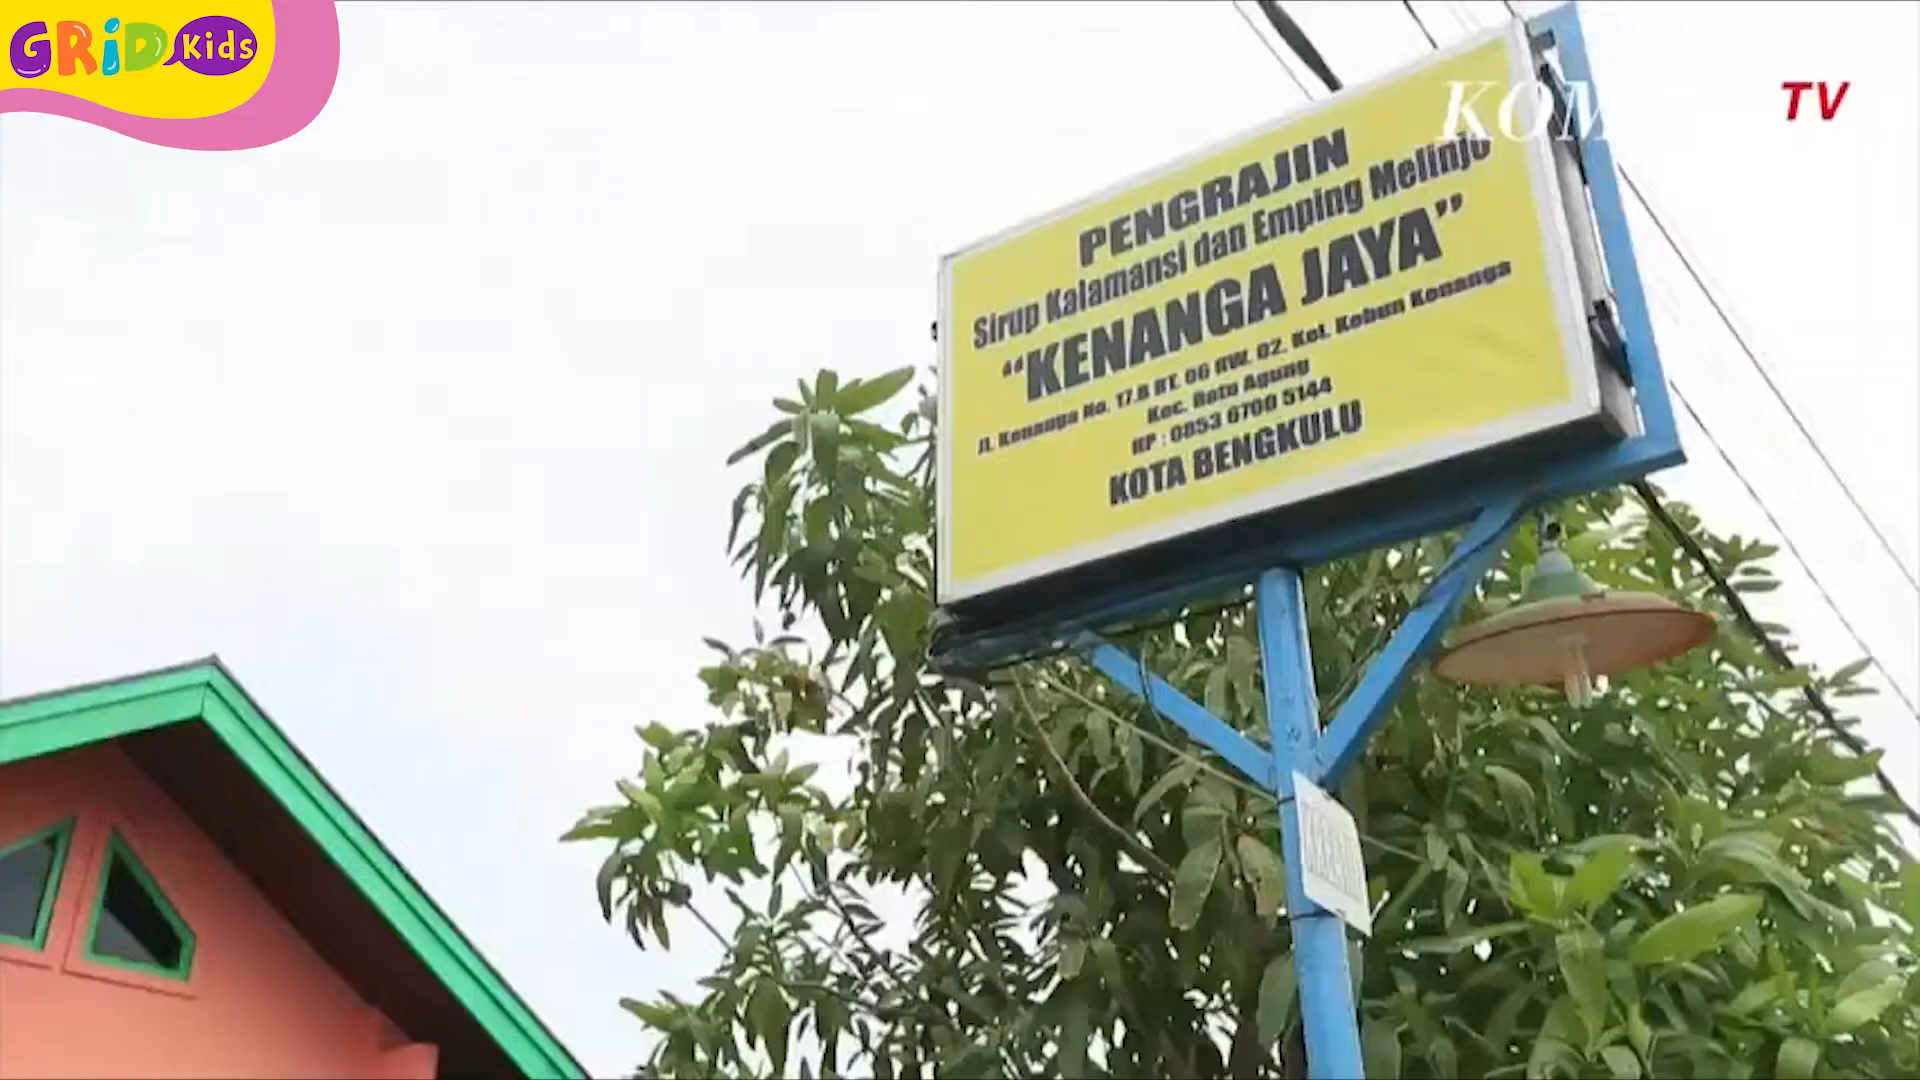 GRiD Kids
KOM TV
PENGRAJIN
Sirup Kalamansi dan Emping Melinjo
“KENANGA JAYA”
Jl. Kenanga No. 17.B RT. 06 RW. 02. Kel. Kebun Kenanga
Kec. Ratu Agung
HP : 0853 6700 5144
KOTA BENGKULU